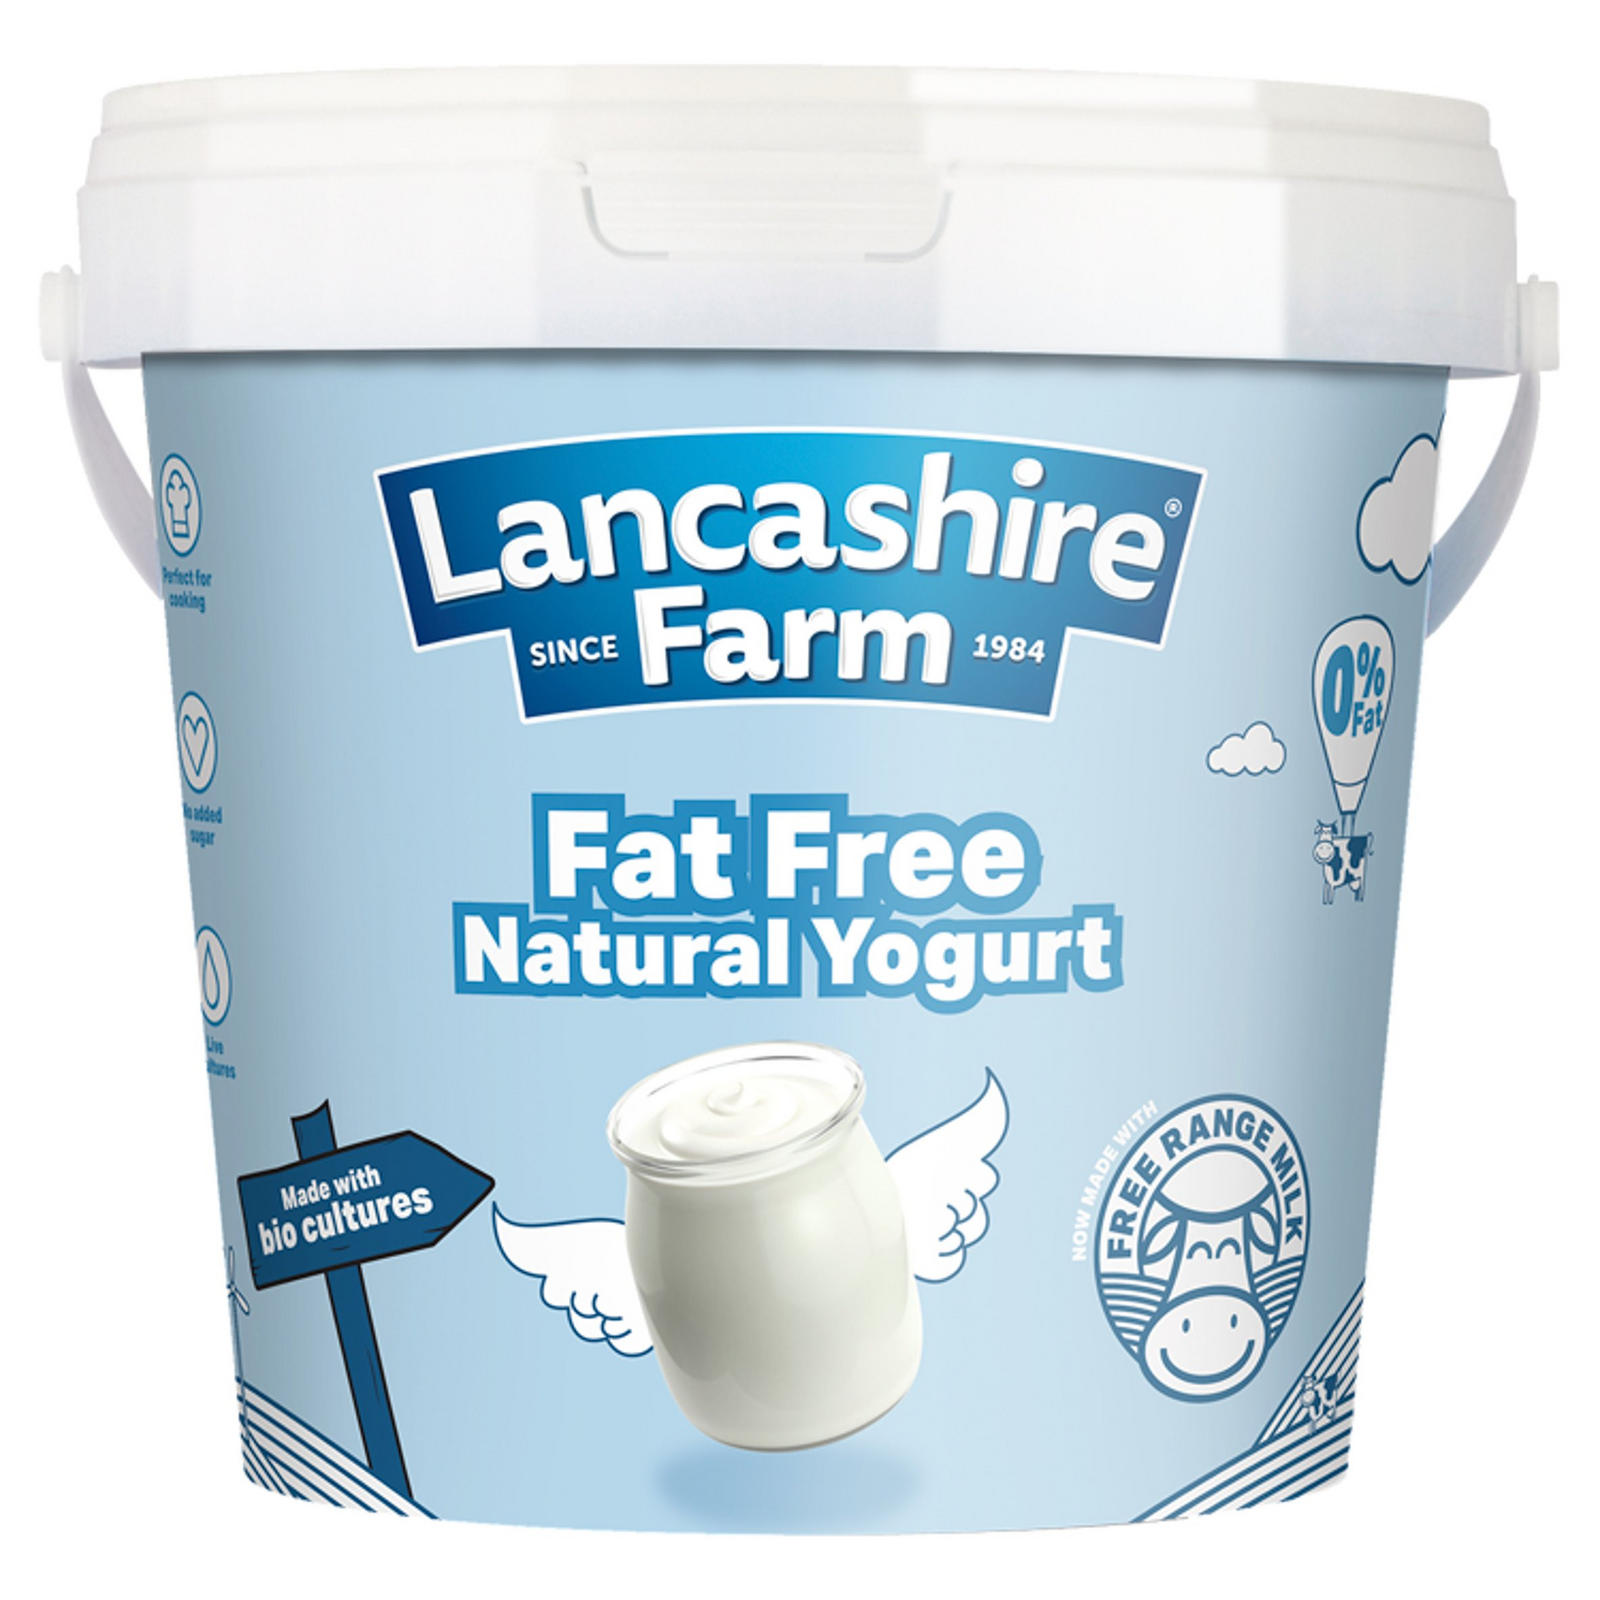 Lancashire®
SINCE Farm 1984
Perfect for
cooking
0%
Fat
No added
sugar
Fat Free
Natural Yogurt
Live
Made with
bio cultures
NOW MADE WITH
FREE RANGE MILK